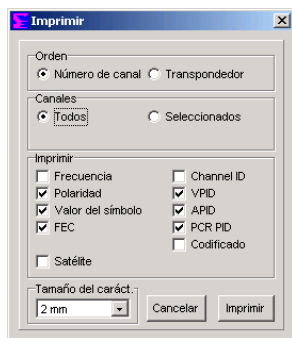 Imprimir
Orden
Número de canal Transpondedor
Canales
Todos Seleccionados
Imprimir
Frecuencia Channel ID
Polaridad VPID
Valor del símbolo APID
FEC PCR PID
Codificado
Satélite
Tamaño del caráct.
2 mm Cancelar Imprimir